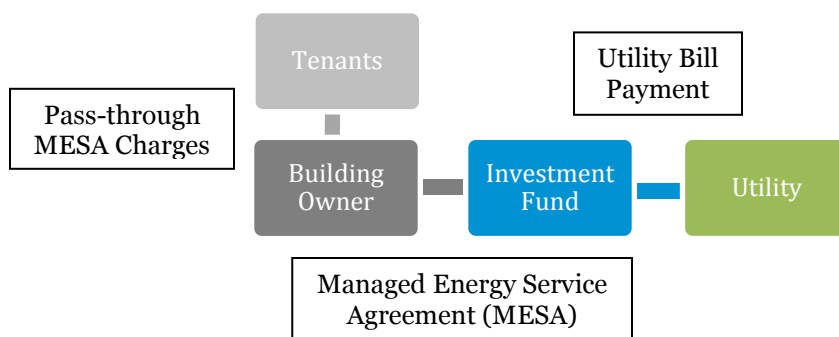 Tenants
Utility Bill
Payment
Pass-through
MESA Charges
Building
Owner
Investment
Fund
Utility
Managed Energy Service
Agreement (MESA)